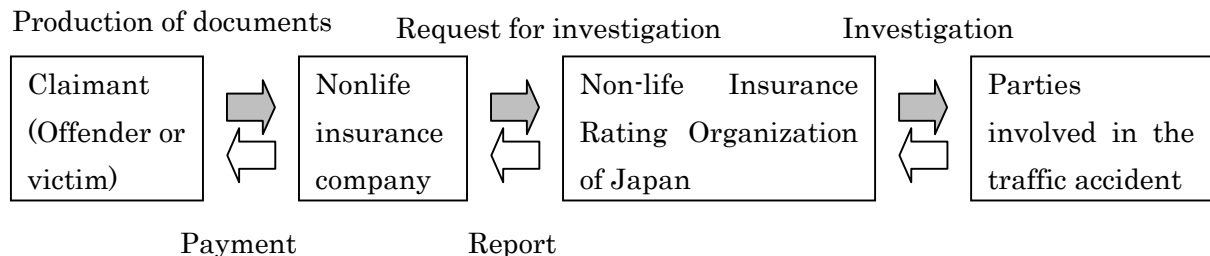 Production of documents
Request for investigation
Investigation
Claimant
(Offender or
victim)
Nonlife
insurance
company
Non-life Insurance
Rating Organization
of Japan
Parties
involved in the
traffic accident
Payment
Report